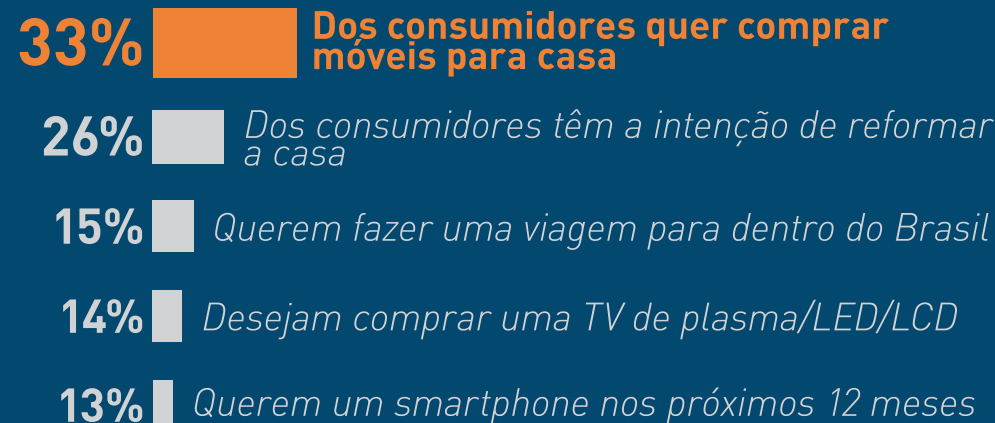 33% Dos consumidores quer comprar
móveis para casa
26% Dos consumidores têm a intenção de reformar
a casa
15% Querem fazer uma viagem para dentro do Brasil
14% Desejam comprar uma TV de plasma/LED/LCD
13% Querem um smartphone nos próximos 12 meses